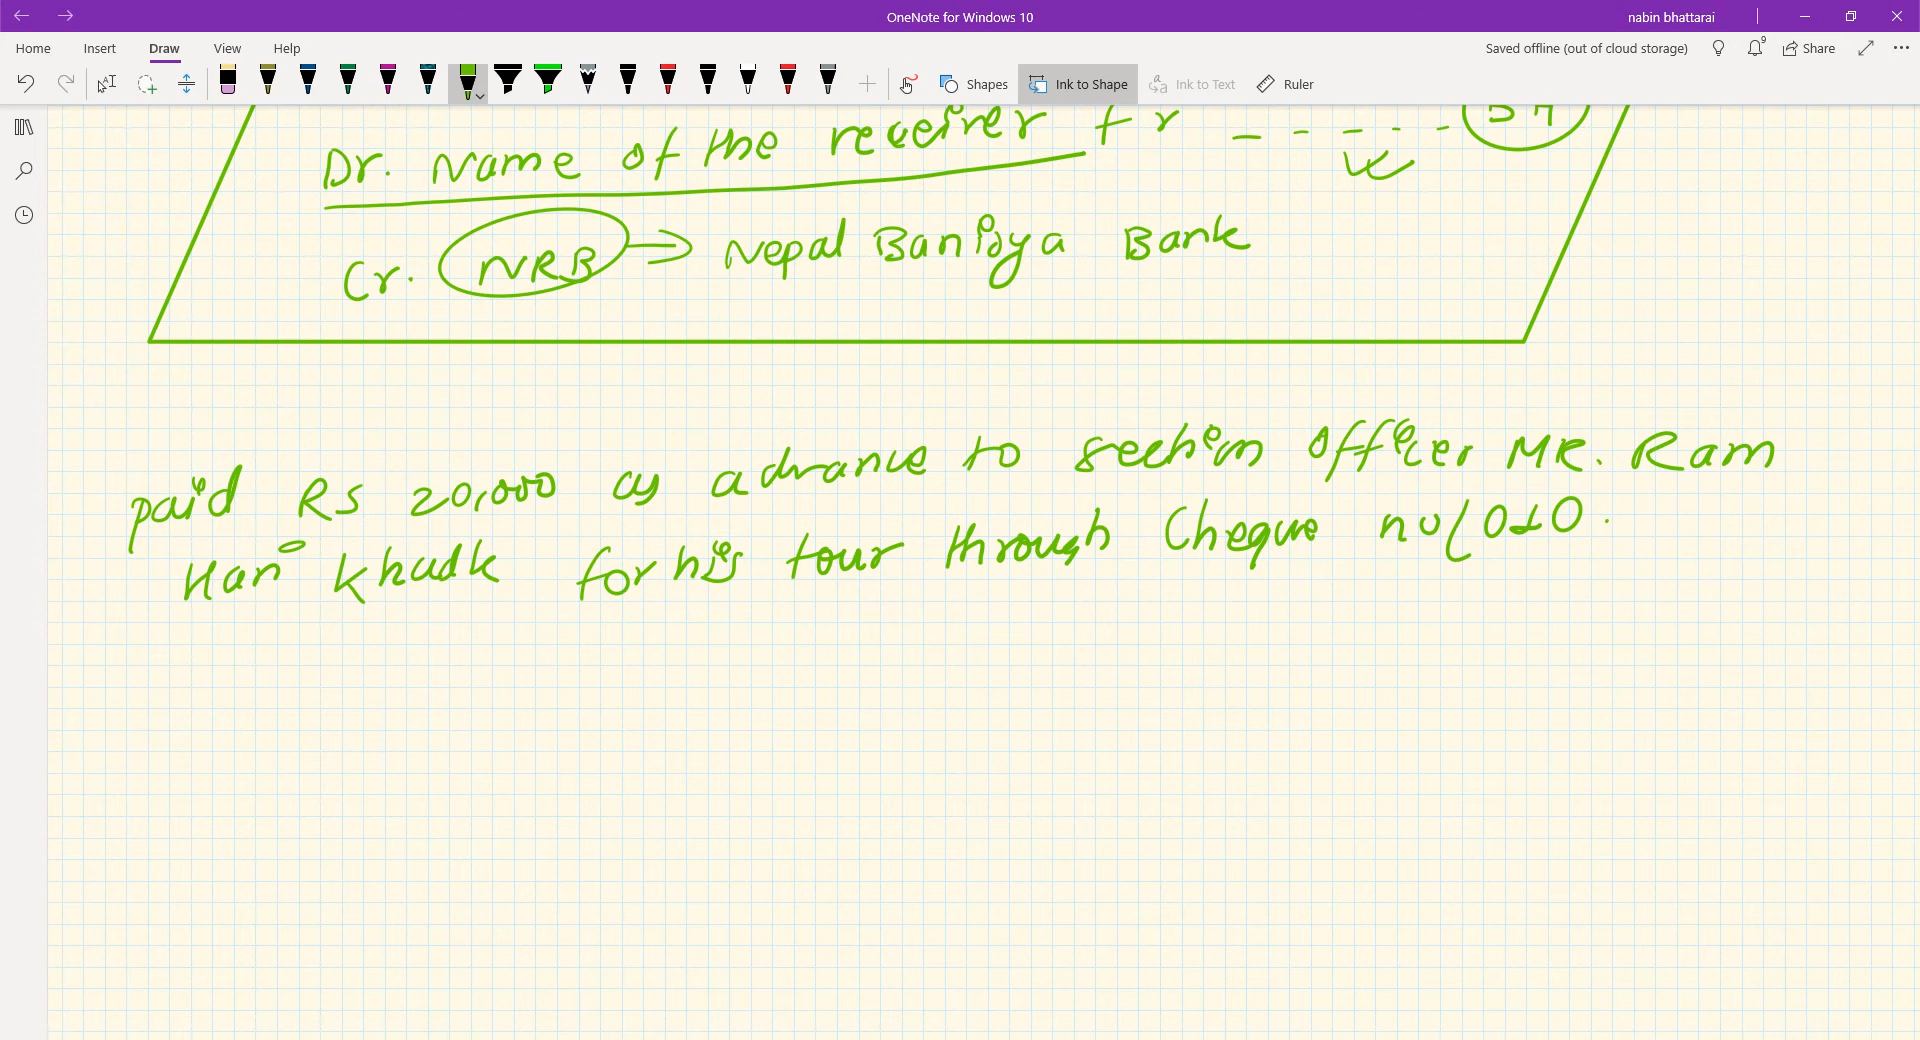 OneNote for Windows 10
nabin bhattarai
Home Insert Draw View Help
Saved offline (out of cloud storage)
9
Share
Shapes
Ink to Shape
Ink to Text
Ruler
Dr. Name of the receiver
Cr. NRB → Nepal Banijya Bank
paid RS 20,000 as advance to officer MR. Ram
Hari Khadk for his tour through Cheque no/ 010.